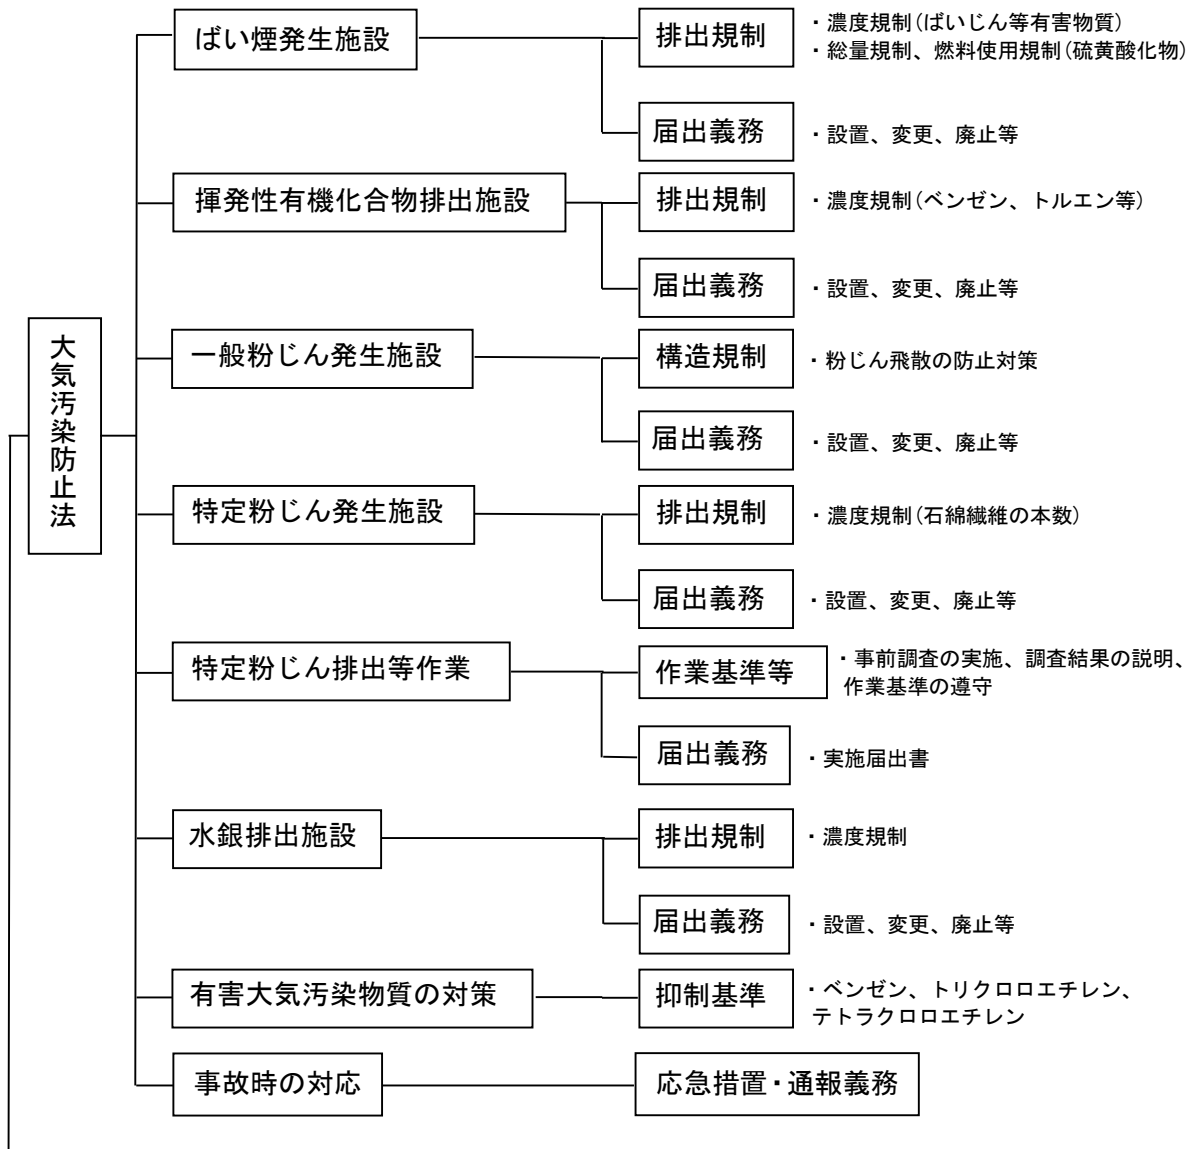 大気汚染防止法
ばい煙発生施設
排出規制
・濃度規制(ばいじん等有害物質)
・総量規制、燃料使用規制(硫黄酸化物)
届出義務
・設置、変更、廃止等
揮発性有機化合物排出施設
排出規制
・濃度規制(ベンゼン、トルエン等)
届出義務
・設置、変更、廃止等
一般粉じん発生施設
構造規制
・粉じん飛散の防止対策
届出義務
・設置、変更、廃止等
特定粉じん発生施設
排出規制
・濃度規制(石綿繊維の本数)
届出義務
・設置、変更、廃止等
特定粉じん排出等作業
作業基準等
・事前調査の実施、調査結果の説明、
作業基準の遵守
届出義務
・実施届出書
水銀排出施設
排出規制
・濃度規制
届出義務
・設置、変更、廃止等
有害大気汚染物質の対策
抑制基準
・ベンゼン、トリクロロエチレン、
テトラクロロエチレン
事故時の対応
応急措置・通報義務